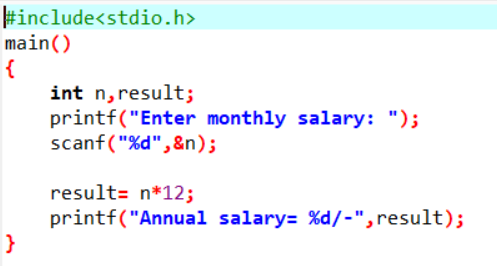 #include<stdio.h>
main()
{
int n,result;
printf("Enter monthly salary: ");
scanf("%d",&n);
result= n*12;
printf("Annual salary= %d/-",result);
}